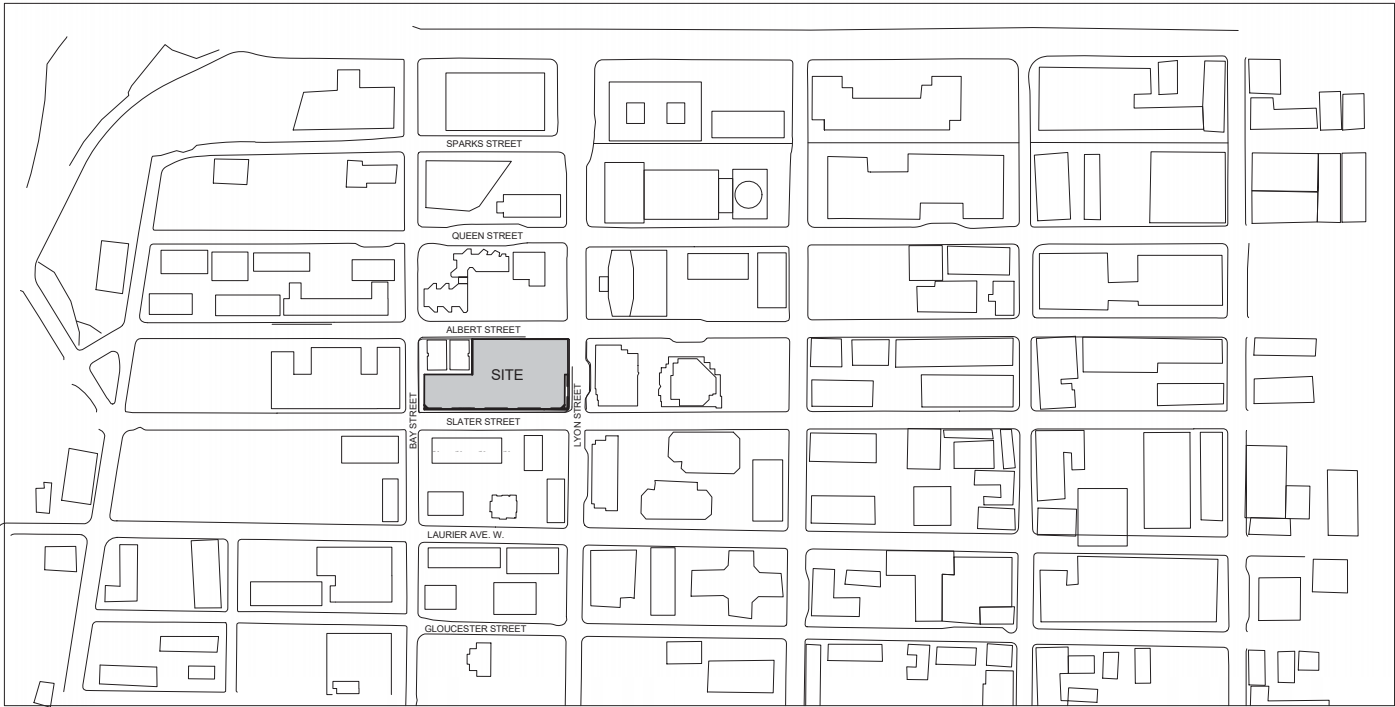 SPARKS STREET
QUEEN STREET
ALBERT STREET
SITE
BAY STREET
LYON STREET
SLATER STREET
LAURIER AVE. W.
GLOUCESTER STREET